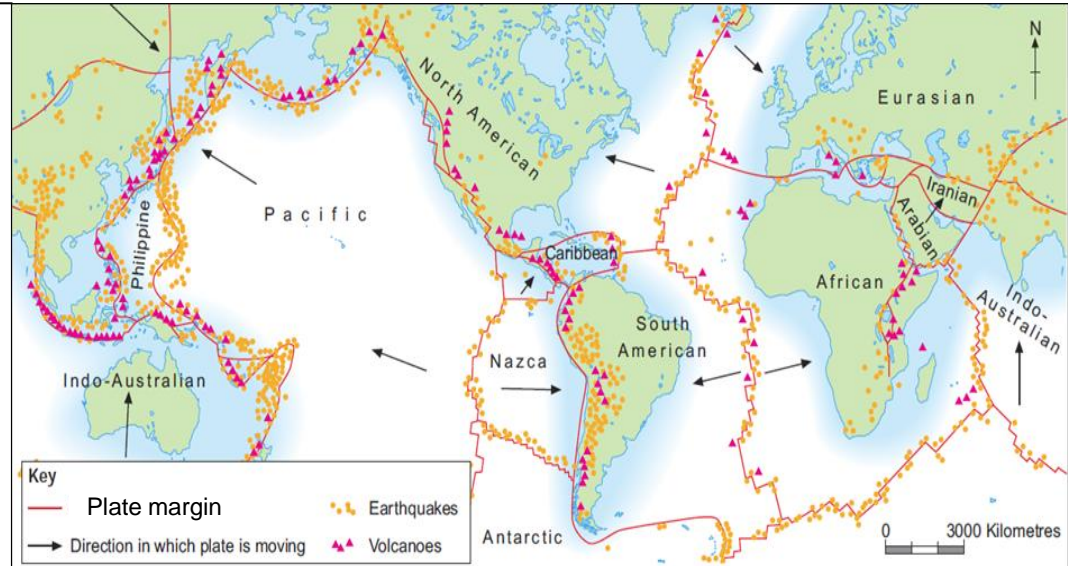 N
North American
Eurasian
Pacific
Philippine
Caribbean
Iranian
Arabian
African
Indo-
Australian
South
American
Nazca
Indo-Australian
Key
Plate margin
Earthquakes
Direction in which plate is moving
Volcanoes
Antarctic
0 3000 Kilometres